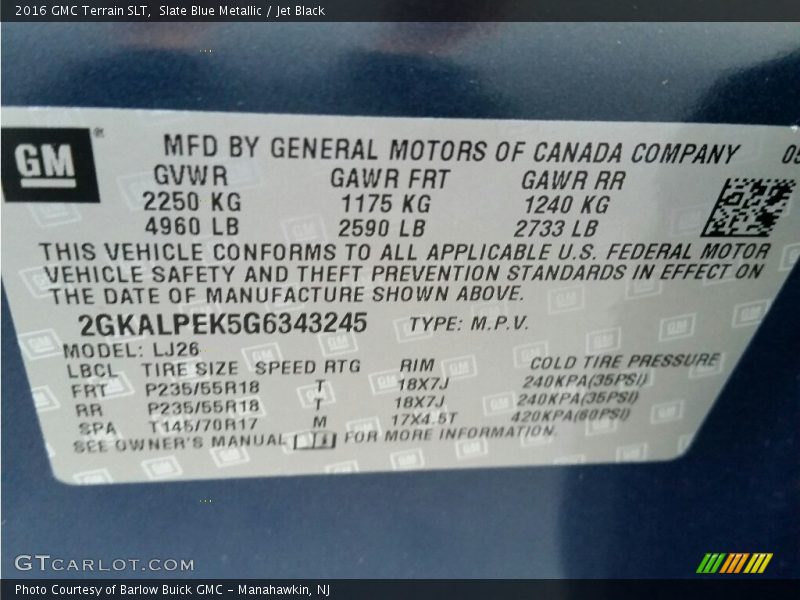 2016 GMC Terrain SLT, Slate Blue Metallic / Jet Black
GM ®
MFD BY GENERAL MOTORS OF CANADA COMPANY 05
GVWR GAWR FRT GAWR RR
2250 KG 1175 KG 1240 KG
4960 LB 2590 LB 2733 LB
THIS VEHICLE CONFORMS TO ALL APPLICABLE U.S. FEDERAL MOTOR
VEHICLE SAFETY AND THEFT PREVENTION STANDARDS IN EFFECT ON
THE DATE OF MANUFACTURE SHOWN ABOVE.
2GKALPEK5G6343245 TYPE: M.P.V.
MODEL: LJ26
LBCL TIRE SIZE SPEED RTG RIM COLD TIRE PRESSURE
FRT P235/55R18 T 18X7J 240KPA(35PSI)
RR P235/55R18 T 18X7J 240KPA(35PSI)
SPA T145/70R17 M 17X4.5T 420KPA(60PSI)
SEE OWNER'S MANUAL FOR MORE INFORMATION.
GTCARLOT.COM
Photo Courtesy of Barlow Buick GMC - Manahawkin, NJ